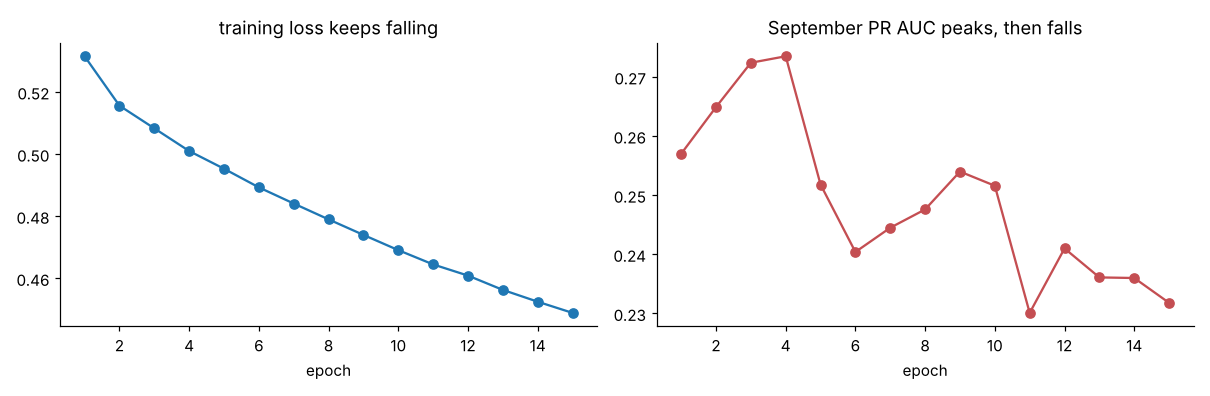 training loss keeps falling
0.52
0.50
0.48
0.46
2 4 6 8 10 12 14
epoch
September PR AUC peaks, then falls
0.27
0.26
0.25
0.24
0.23
2 4 6 8 10 12 14
epoch